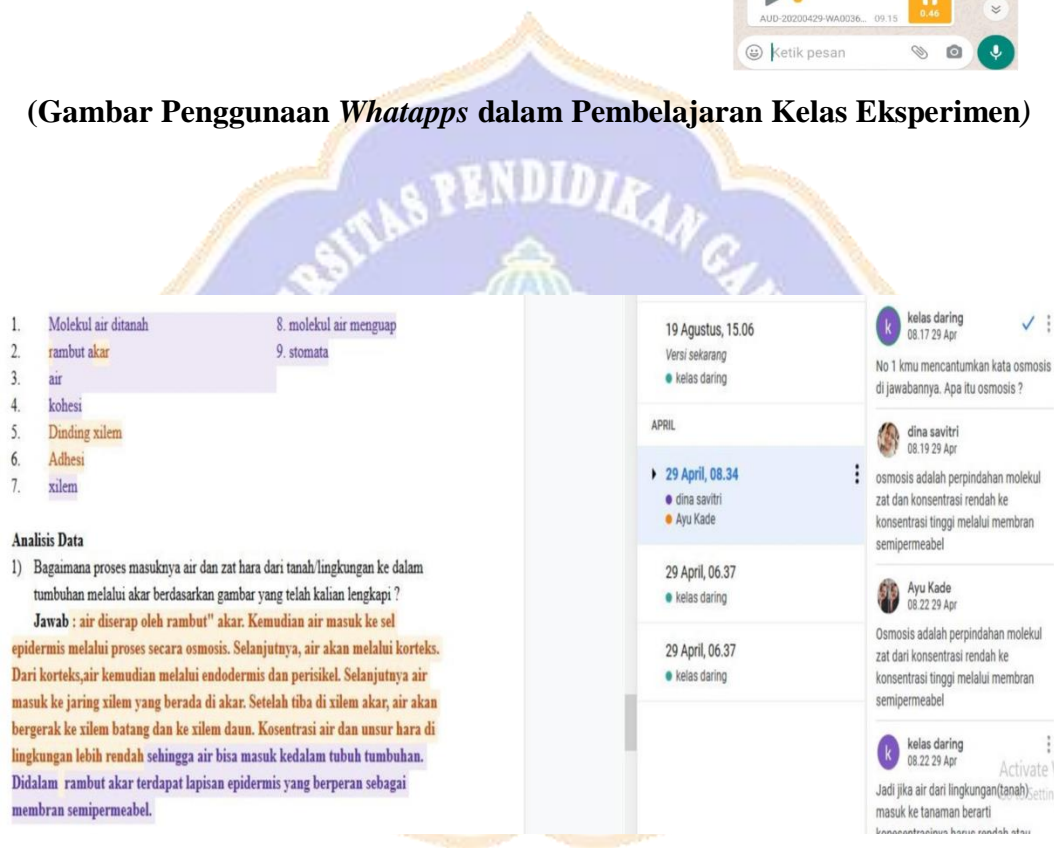 AUD-20200429-WA0036... 09.15
0.46
Ketik pesan
(Gambar Penggunaan Whatapps dalam Pembelajaran Kelas Eksperimen)
PENDIDIKAN
1. Molekul air ditanah
2. rambut akar
3. air
4. kohesi
5. Dinding xilem
6. Adhesi
7. xilem
8. molekul air menguap
9. stomata
Analisis Data
1) Bagaimana proses masuknya air dan zat hara dari tanah/lingkungan ke dalam
tumbuhan melalui akar berdasarkan gambar yang telah kalian lengkapi ?
Jawab : air diserap oleh rambut" akar. Kemudian air masuk ke sel
epidermis melalui proses secara osmosis. Selanjutnya, air akan melalui korteks.
Dari korteks,air kemudian melalui endodermis dan perisikel. Selanjutnya air
masuk ke jaring xilem yang berada di akar. Setelah tiba di xilem akar, air akan
bergerak ke xilem batang dan ke xilem daun. Kosentrasi air dan unsur hara di
lingkungan lebih rendah sehingga air bisa masuk kedalam tubuh tumbuhan.
Didalam rambut akar terdapat lapisan epidermis yang berperan sebagai
membran semipermeabel.
19 Agustus, 15.06
Versi sekarang
kelas daring
APRIL
29 April, 08.34
dina savitri
Ayu Kade
29 April, 06.37
kelas daring
29 April, 06.37
kelas daring
k
kelas daring
08.17 29 Apr
No 1 kmu mencantumkan kata osmosis
di jawabannya. Apa itu osmosis ?
dina savitri
08.19 29 Apr
osmosis adalah perpindahan molekul
zat dan konsentrasi rendah ke
konsentrasi tinggi melalui membran
semipermeabel
Ayu Kade
08.22 29 Apr
Osmosis adalah perpindahan molekul
zat dari konsentrasi rendah ke
konsentrasi tinggi melalui membran
semipermeabel
k
kelas daring
08.22 29 Apr
Activate
Jadi jika air dari lingkungan(tanah)
masuk ke tanaman berarti